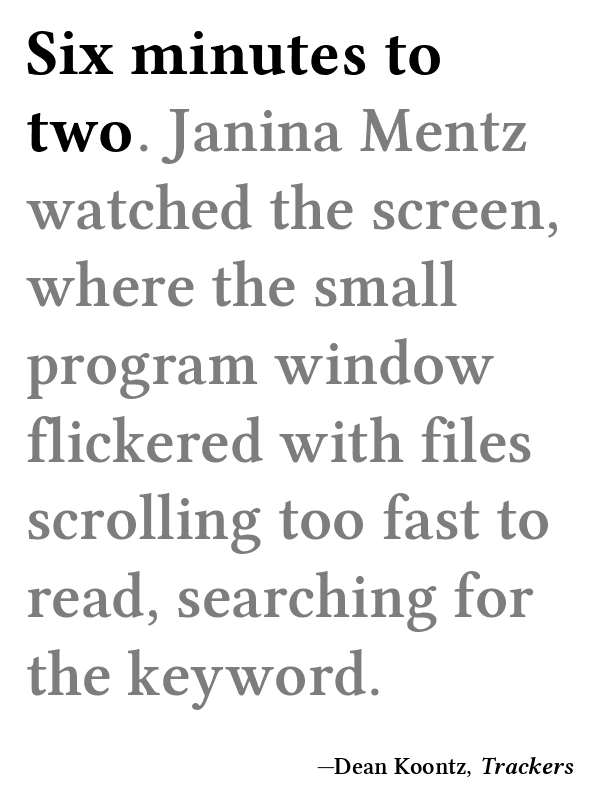 Six minutes to
two. Janina Mentz
watched the screen,
where the small
program window
flickered with files
scrolling too fast to
read, searching for
the keyword.
—Dean Koontz, Trackers